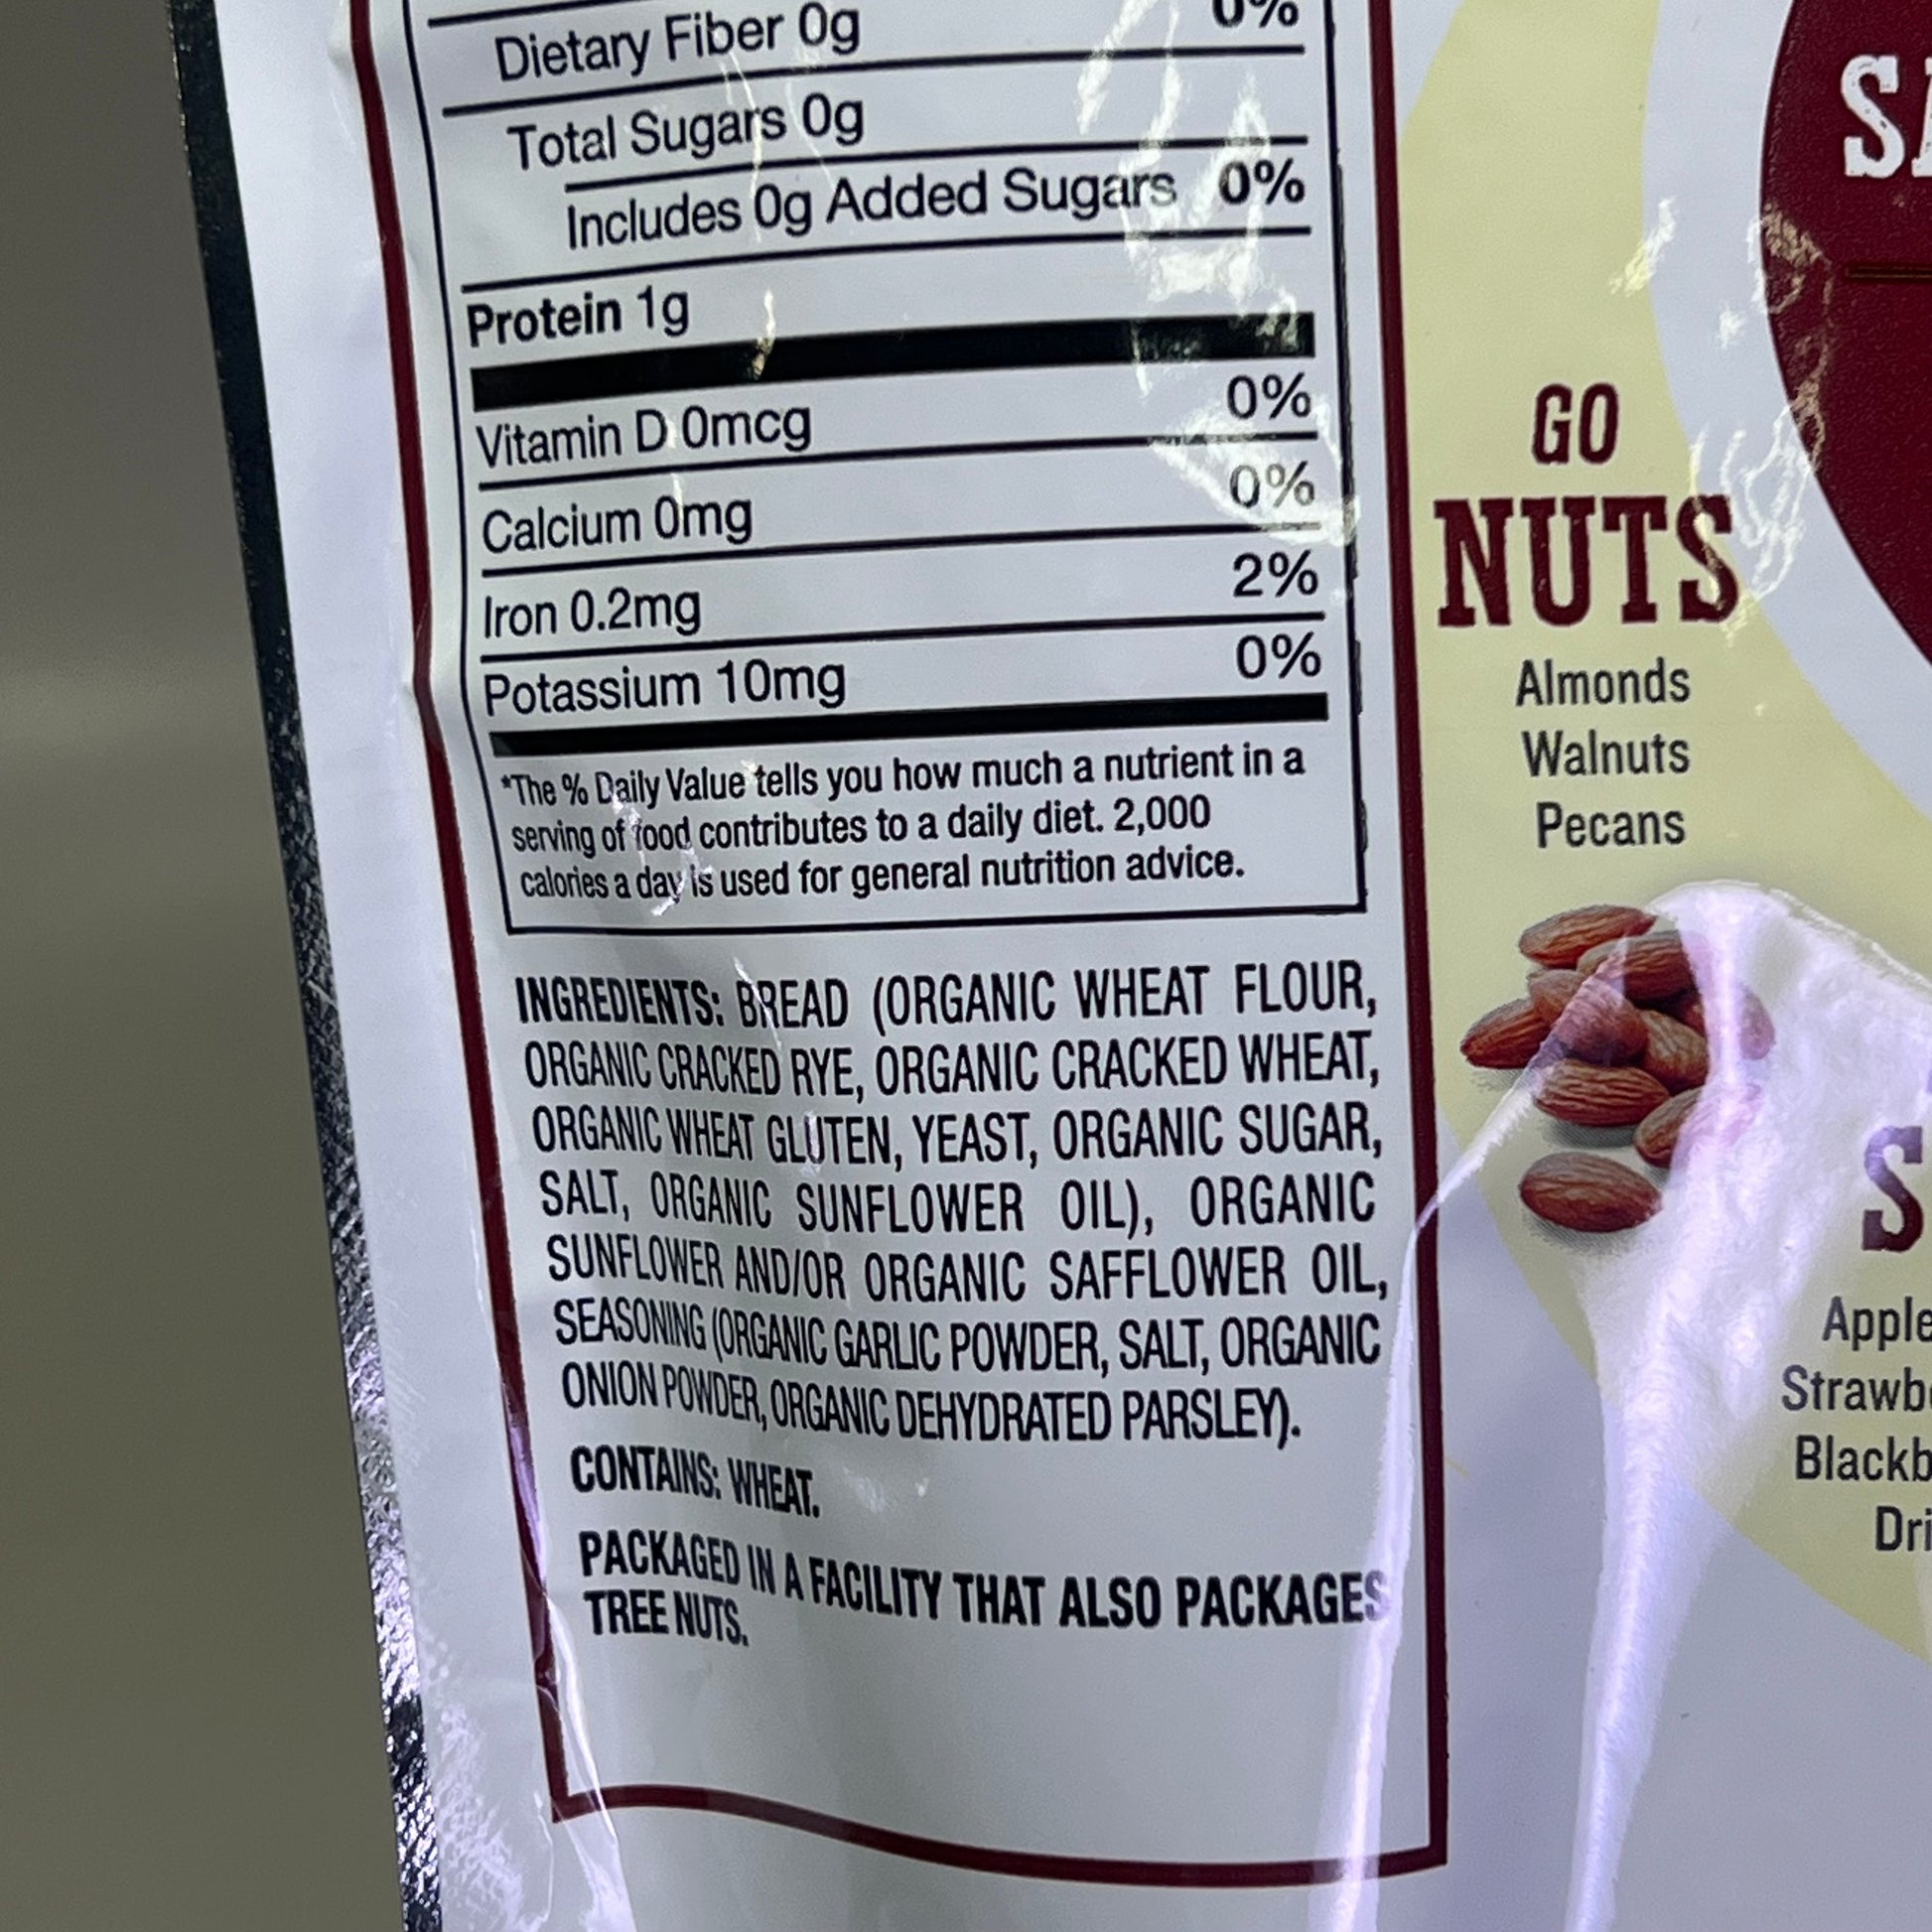 Dietary Fiber 0g 0%
Total Sugars 0g
Includes 0g Added Sugars 0%
Protein 1g
Vitamin D 0mcg 0%
Calcium 0mg 0%
Iron 0.2mg 2%
Potassium 10mg 0%
*The % Daily Value tells you how much a nutrient in a
serving of food contributes to a daily diet. 2,000
calories a day is used for general nutrition advice.
INGREDIENTS: BREAD (ORGANIC WHEAT FLOUR,
ORGANIC CRACKED RYE, ORGANIC CRACKED WHEAT,
ORGANIC WHEAT GLUTEN, YEAST, ORGANIC SUGAR,
SALT, ORGANIC SUNFLOWER OIL), ORGANIC
SUNFLOWER AND/OR ORGANIC SAFFLOWER OIL,
SEASONING (ORGANIC GARLIC POWDER, SALT, ORGANIC
ONION POWDER, ORGANIC DEHYDRATED PARSLEY).
CONTAINS: WHEAT.
PACKAGED IN A FACILITY THAT ALSO PACKAGES
TREE NUTS.
GO
NUTS
Almonds
Walnuts
Pecans
Apple